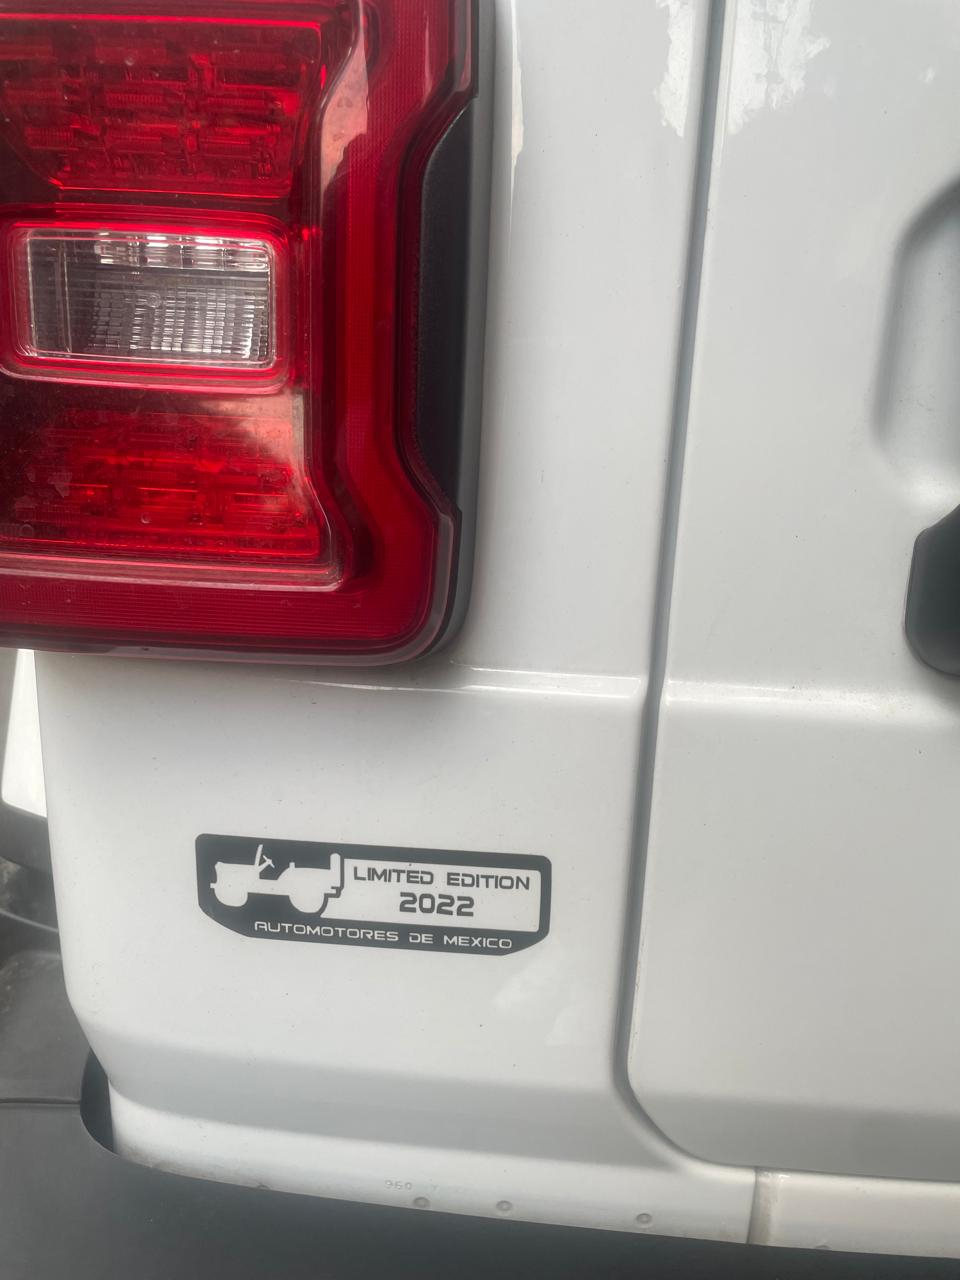 LIMITED EDITION
2022
AUTOMOTORES DE MEXICO